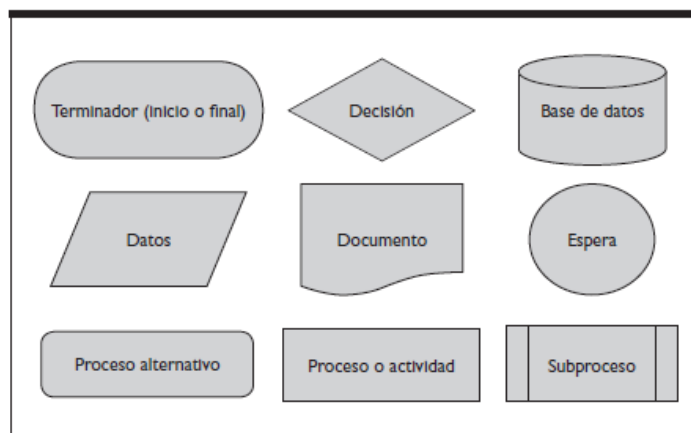 Terminador (inicio o final)
Decisión
Base de datos
Datos
Documento
Espera
Proceso alternativo
Proceso o actividad
Subproceso